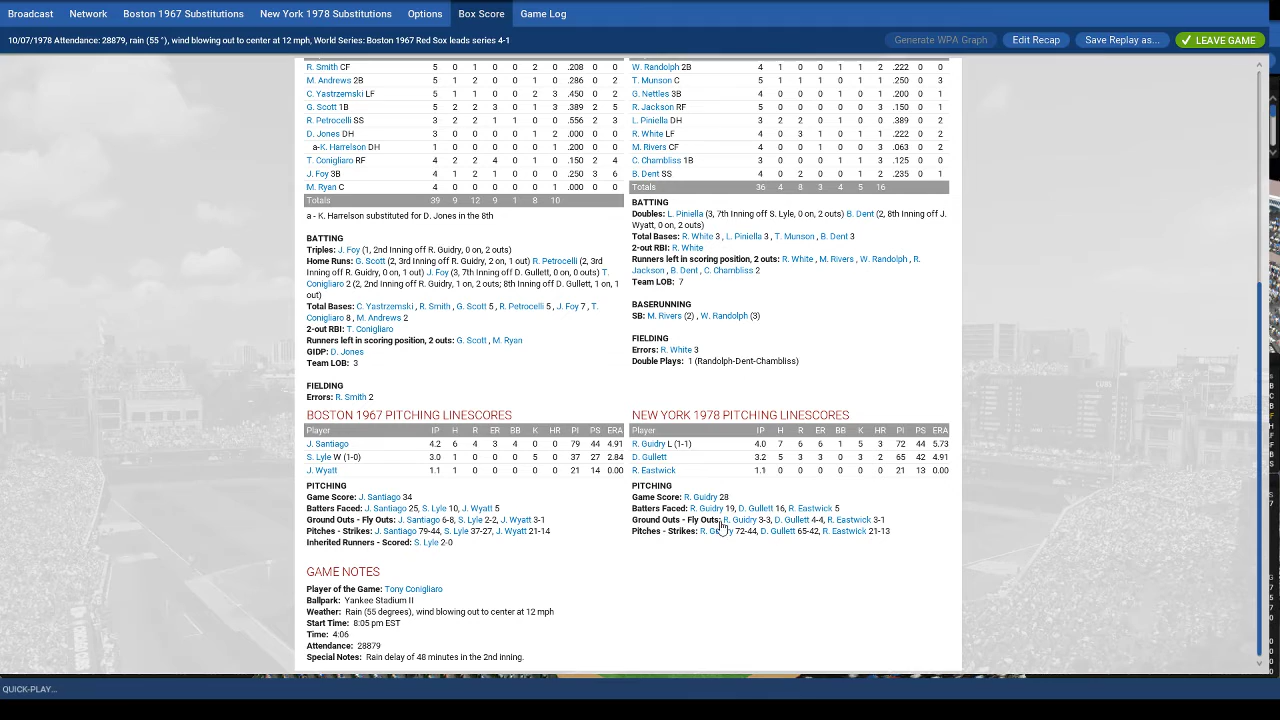 Broadcast Network Boston 1967 Substitutions New York 1978 Substitutions Options Box Score Game Log
10/07/1978 Attendance: 28879, rain (55 °), wind blowing out to center at 12 mph, World Series: Boston 1967 Red Sox leads series 4-1 Generate WPA Graph Edit Recap Save Replay as... ✓ LEAVE GAME
R. Smith CF 5 0 1 0 0 2 0 .208 0 0
M. Andrews 2B 5 1 2 0 0 1 0 .286 0 2
C. Yastrzemski LF 5 1 1 0 0 2 3 .450 0 0
G. Scott 1B 5 2 2 3 0 1 3 .389 2 5
R. Petrocelli SS 3 2 2 1 1 0 0 .556 2 3
D. Jones DH 3 0 0 0 0 1 2 .000 0 0
a-K. Harrelson DH 1 0 0 0 0 0 1 .200 0 0
T. Conigliaro RF 4 2 2 4 0 1 0 .150 2 4
J. Foy 3B 4 1 2 1 0 0 0 .250 3 6
M. Ryan C 4 0 0 0 0 0 1 .000 0 0
Totals 39 9 12 9 1 8 10
a - K. Harrelson substituted for D. Jones in the 8th
BATTING
Triples: J. Foy (1, 2nd Inning off R. Guidry, 0 on, 2 outs)
Home Runs: G. Scott (2, 3rd Inning off R. Guidry, 2 on, 1 out) R. Petrocelli (2, 3rd
Inning off R. Guidry, 0 on, 1 out) J. Foy (3, 7th Inning off D. Gullett, 0 on, 0 outs) T.
Conigliaro 2 (2, 2nd Inning off R. Guidry, 1 on, 2 outs; 8th Inning off D. Gullett, 1 on, 1
out)
Total Bases: C. Yastrzemski , R. Smith , G. Scott 5 , R. Petrocelli 5 , J. Foy 7 , T.
Conigliaro 8 , M. Andrews 2
2-out RBI: T. Conigliaro
Runners left in scoring position, 2 outs: G. Scott , M. Ryan
GIDP: D. Jones
Team LOB: 3
FIELDING
Errors: R. Smith 2
W. Randolph 2B 4 1 0 0 1 1 2 .222 0 0
T. Munson C 5 1 1 1 0 1 1 .250 0 3
G. Nettles 3B 4 0 0 0 0 1 0 .200 0 1
R. Jackson RF 5 0 0 0 0 0 3 .150 0 1
L. Piniella DH 3 2 2 0 1 0 0 .389 0 2
R. White LF 4 0 3 1 0 1 1 .222 0 2
M. Rivers CF 4 0 0 1 0 0 3 .063 0 2
C. Chambliss 1B 3 0 0 0 1 1 3 .125 0 0
B. Dent SS 4 0 2 0 0 1 2 .235 0 1
Totals 36 4 8 3 4 5 16
BATTING
Doubles: L. Piniella (3, 7th Inning off S. Lyle, 0 on, 2 outs) B. Dent (2, 8th Inning off J.
Wyatt, 0 on, 2 outs)
Total Bases: R. White 3 , L. Piniella 3 , T. Munson , B. Dent 3
2-out RBI: R. White
Runners left in scoring position, 2 outs: R. White , M. Rivers , W. Randolph , R.
Jackson , B. Dent , C. Chambliss 2
Team LOB: 7
BASERUNNING
SB: M. Rivers (2) , W. Randolph (3)
FIELDING
Errors: R. White 3
Double Plays: 1 (Randolph-Dent-Chambliss)
BOSTON 1967 PITCHING LINESCORES
Player IP H R ER BB K HR PI PS ERA
J. Santiago 4.2 6 4 3 4 0 0 79 44 4.91
S. Lyle W (1-0) 3.0 1 0 0 0 5 0 37 27 2.84
J. Wyatt 1.1 1 0 0 0 0 0 21 14 0.00
PITCHING
Game Score: J. Santiago 34
Batters Faced: J. Santiago 25, S. Lyle 10, J. Wyatt 5
Ground Outs - Fly Outs: J. Santiago 6-8, S. Lyle 2-2, J. Wyatt 3-1
Pitches - Strikes: J. Santiago 79-44, S. Lyle 37-27, J. Wyatt 21-14
Inherited Runners - Scored: S. Lyle 2-0
NEW YORK 1978 PITCHING LINESCORES
Player IP H R ER BB K HR PI PS ERA
R. Guidry L (1-1) 4.0 7 6 6 1 5 3 72 44 5.73
D. Gullett 3.2 5 3 3 0 3 2 65 42 4.91
R. Eastwick 1.1 0 0 0 0 0 0 21 13 0.00
PITCHING
Game Score: R. Guidry 28
Batters Faced: R. Guidry 19, D. Gullett 16, R. Eastwick 5
Ground Outs - Fly Outs: R. Guidry 3-3, D. Gullett 4-4, R. Eastwick 3-1
Pitches - Strikes: R. Guidry 72-44, D. Gullett 65-42, R. Eastwick 21-13
GAME NOTES
Player of the Game: Tony Conigliaro
Ballpark: Yankee Stadium II
Weather: Rain (55 degrees), wind blowing out to center at 12 mph
Start Time: 8:05 pm EST
Time: 4:06
Attendance: 28879
Special Notes: Rain delay of 48 minutes in the 2nd inning.
QUICK-PLAY...